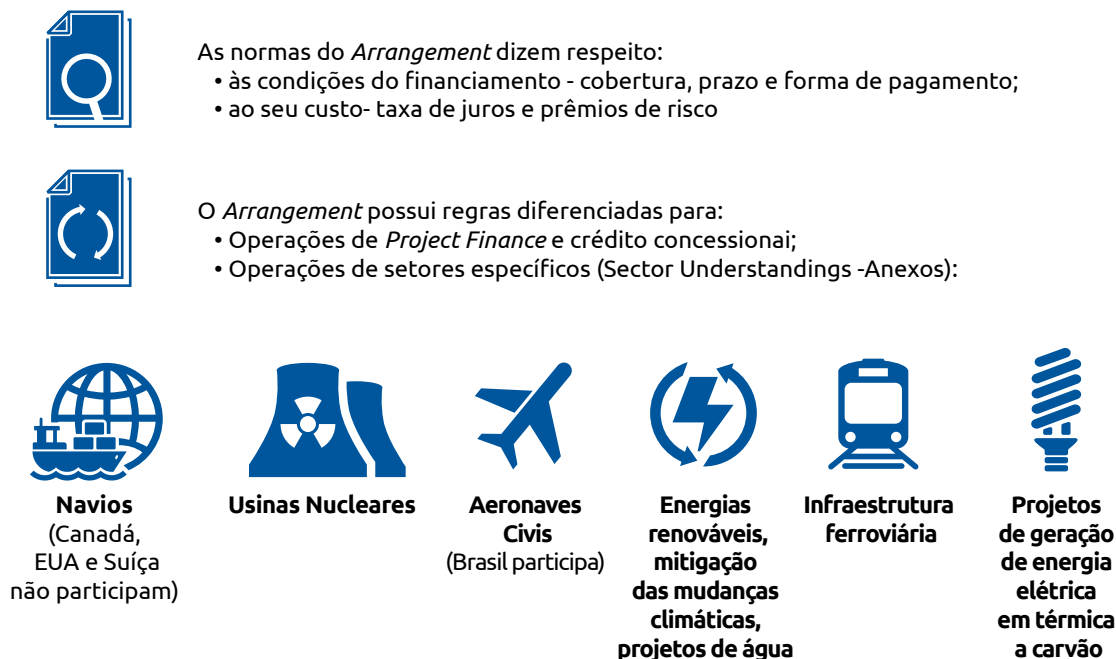 As normas do Arrangement dizem respeito:
• às condições do financiamento - cobertura, prazo e forma de pagamento;
• ao seu custo- taxa de juros e prêmios de risco
O Arrangement possui regras diferenciadas para:
• Operações de Project Finance e crédito concessionai;
• Operações de setores específicos (Sector Understandings -Anexos):
Navios
(Canadá,
EUA e Suíça
não participam)
Usinas Nucleares
Aeronaves
Civis
(Brasil participa)
Energias
renováveis,
mitigação
das mudanças
climáticas,
projetos de água
Infraestrutura
ferroviária
Projetos
de geração
de energia
elétrica
em térmica
a carvão